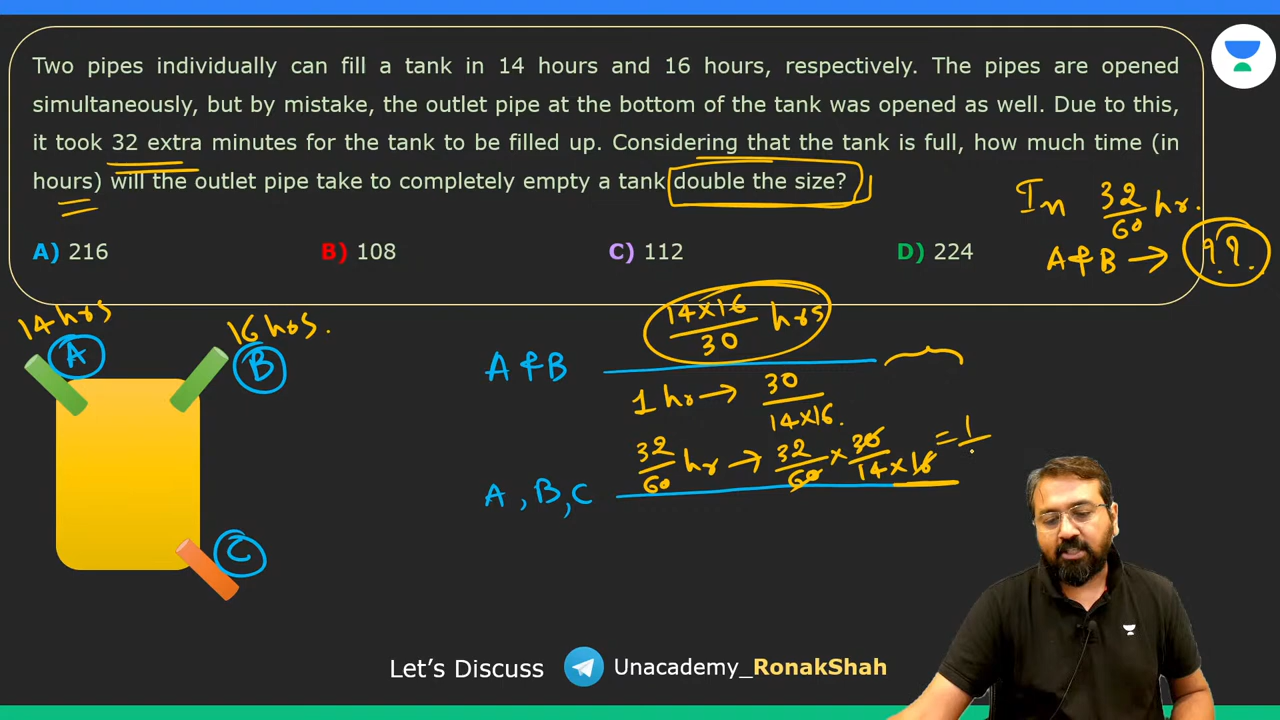 Two pipes individually can fill a tank in 14 hours and 16 hours, respectively. The pipes are opened
simultaneously, but by mistake, the outlet pipe at the bottom of the tank was opened as well. Due to this,
it took 32 extra minutes for the tank to be filled up. Considering that the tank is full, how much time (in
hours) will the outlet pipe take to completely empty a tank double the size?
In 32/60 hr.
A) 216 B) 108 C) 112 D) 224
A & B → ??
14 hrs
16 hrs.
A
B
A & B
14×16/30 hrs
1 hr → 30/14×16.
32/60 hr → 32/60 × 30/14×16 = 1
A, B, C
C
Let's Discuss Unacademy_RonakShah